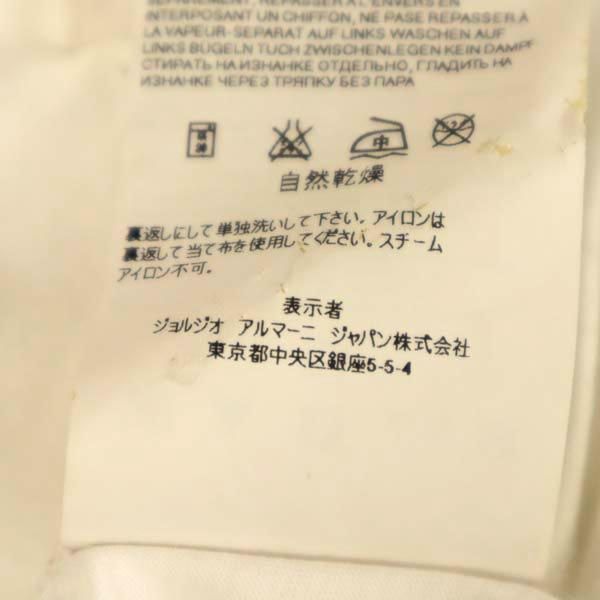 SEPAREMENT, REPASSER A L'ENVERS EN
INTERPOSANT UN CHIFFON, NE PASE REPASSER À
LA VAPEUR-SEPARAT AUF LINKS WASCHEN AUF
LINKS BÜGELN TUCH ZWISCHENLEGEN KEIN DAMPF
СТИРАТЬ НА ИЗНАНКЕ ОТДЕЛЬНО, ГЛАДИТЬ НА
ИЗНАНКЕ ЧЕРЕЗ ТРЯПКУ БЕЗ ПАРА
中
自然乾燥
裏返しにして単独洗いして下さい。アイロンは
裏返して当て布を使用してください。スチーム
アイロン不可。
表示者
ジョルジオ アルマーニ ジャパン株式会社
東京都中央区銀座5-5-4